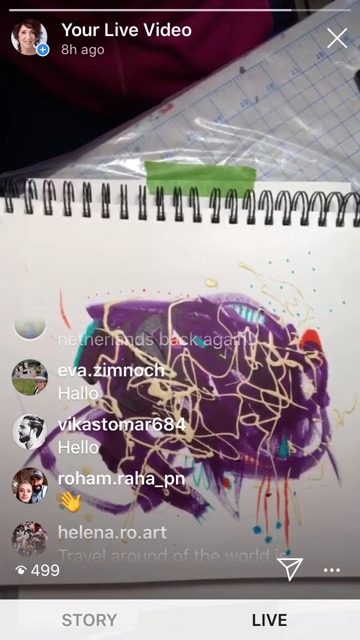 Your Live Video
8h ago
netherlands back again
eva.zimnoch
Hallo
vikastomar684
Hello
roham.raha_pn
👋
helena.ro.art
Travel around of the world is
499
STORY
LIVE